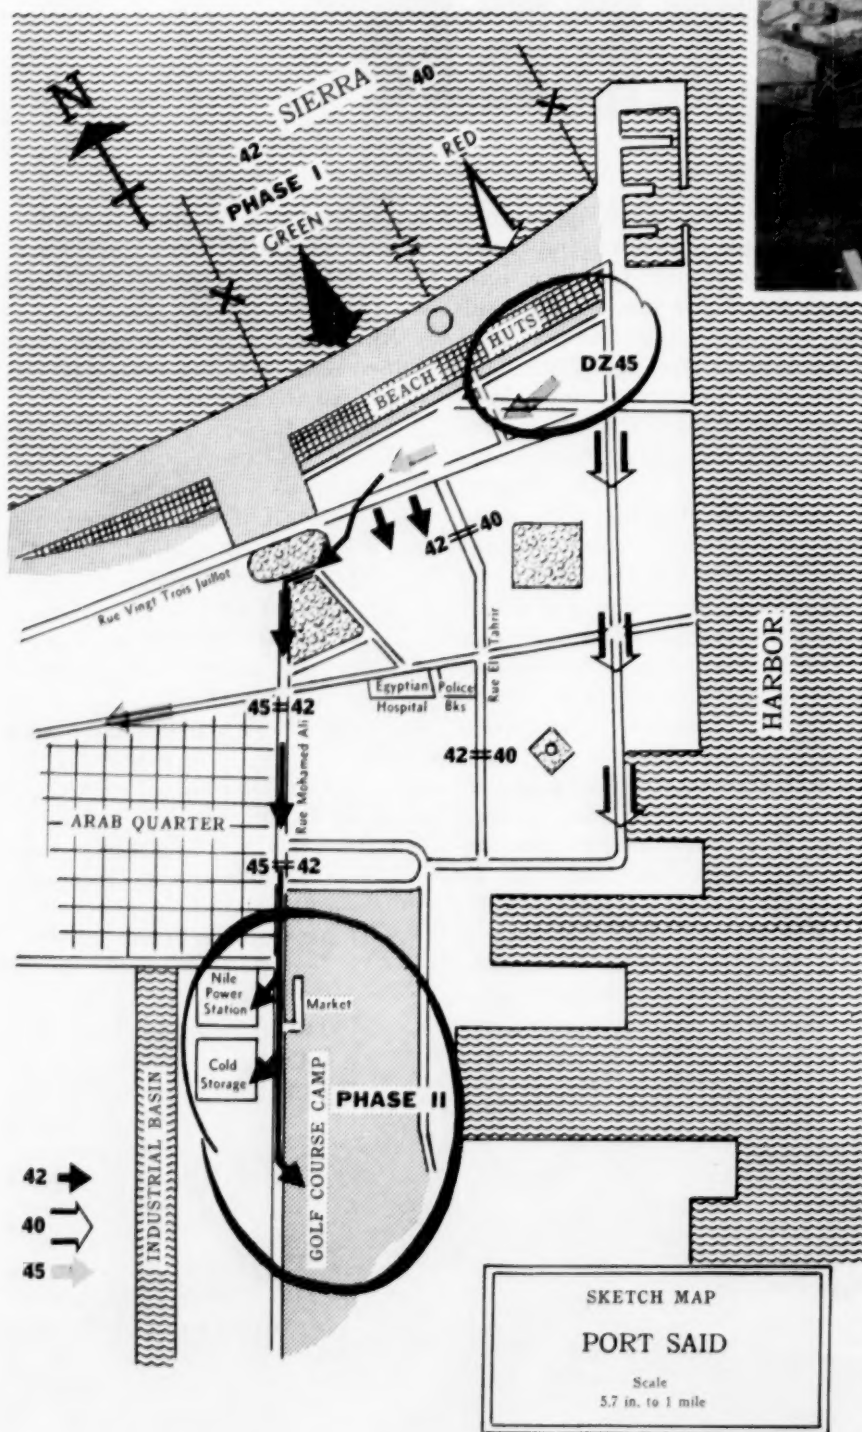 N
SIERRA
40
42
PHASE I
GREEN
RED
BEACH HUTS
DZ45
42 40
Rue Vingt Trois Juillot
Rue El Tahrir
Egyptian Hospital
Police Bks
45 42
Rue Mohamed Ali
42 40
HARBOR
ARAB QUARTER
45 42
Nile
Power
Station
Market
Cold
Storage
PHASE II
GOLF COURSE CAMP
INDUSTRIAL BASIN
42
40
45
SKETCH MAP
PORT SAID
Scale
5.7 in. to 1 mile